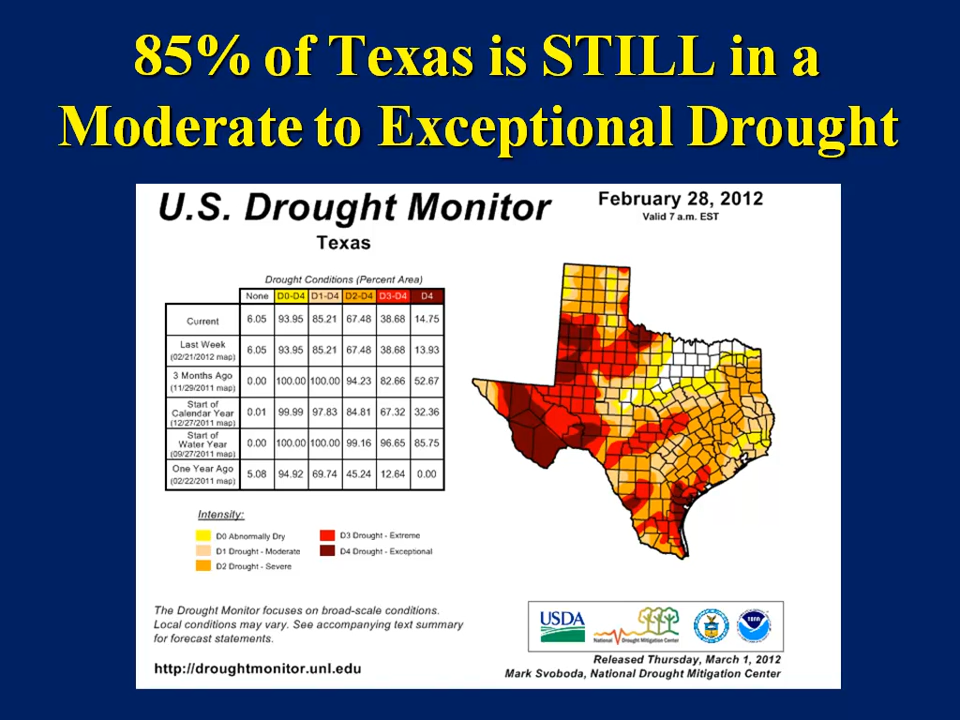 85% of Texas is STILL in a
Moderate to Exceptional Drought
U.S. Drought Monitor
February 28, 2012
Valid 7 a.m. EST
Texas
Drought Conditions (Percent Area)
None D0-D4 D1-D4 D2-D4 D3-D4 D4
Current 6.05 93.95 85.21 67.48 38.68 14.75
Last Week
(02/21/2012 map)
6.05 93.95 85.21 67.48 38.68 13.93
3 Months Ago
(11/29/2011 map)
0.00 100.00 100.00 94.23 82.66 52.67
Start of
Calendar Year
(12/27/2011 map)
0.01 99.99 97.83 84.81 67.32 32.36
Start of
Water Year
(09/27/2011 map)
0.00 100.00 100.00 99.16 96.65 85.75
One Year Ago
(02/22/2011 map)
5.08 94.92 69.74 45.24 12.64 0.00
Intensity:
D0 Abnormally Dry
D1 Drought - Moderate
D2 Drought - Severe
D3 Drought - Extreme
D4 Drought - Exceptional
The Drought Monitor focuses on broad-scale conditions.
Local conditions may vary. See accompanying text summary
for forecast statements.
http://droughtmonitor.unl.edu
USDA
National Drought Mitigation Center
Released Thursday, March 1, 2012
Mark Svoboda, National Drought Mitigation Center